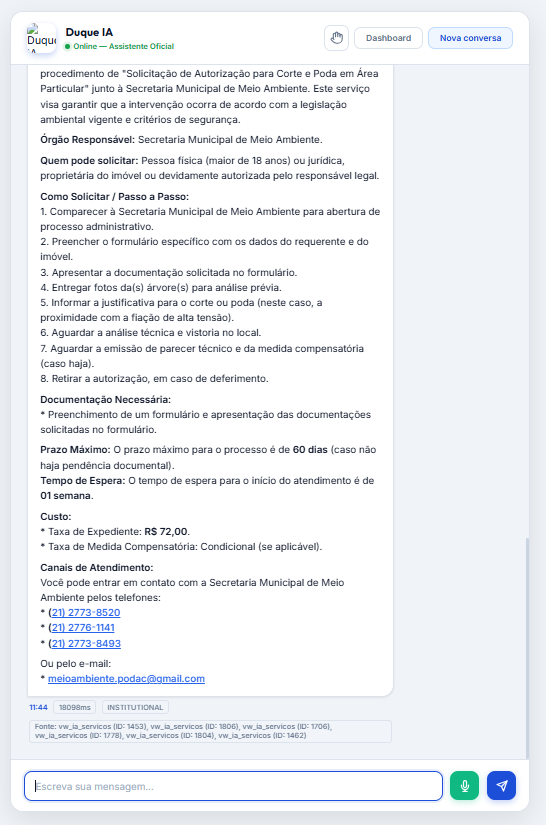 Duque IA
Duque IA
Online — Assistente Oficial
Dashboard
Nova conversa
procedimento de "Solicitação de Autorização para Corte e Poda em Área
Particular" junto à Secretaria Municipal de Meio Ambiente. Este serviço
visa garantir que a intervenção ocorra de acordo com a legislação
ambiental vigente e critérios de segurança.
Órgão Responsável: Secretaria Municipal de Meio Ambiente.
Quem pode solicitar: Pessoa física (maior de 18 anos) ou jurídica,
proprietária do imóvel ou devidamente autorizada pelo responsável legal.
Como Solicitar / Passo a Passo:
1. Comparecer à Secretaria Municipal de Meio Ambiente para abertura de
processo administrativo.
2. Preencher o formulário específico com os dados do requerente e do
imóvel.
3. Apresentar a documentação solicitada no formulário.
4. Entregar fotos da(s) árvore(s) para análise prévia.
5. Informar a justificativa para o corte ou poda (neste caso, a
proximidade com a fiação de alta tensão).
6. Aguardar a análise técnica e vistoria no local.
7. Aguardar a emissão de parecer técnico e da medida compensatória
(caso haja).
8. Retirar a autorização, em caso de deferimento.
Documentação Necessária:
* Preenchimento de um formulário e apresentação das documentações
solicitadas no formulário.
Prazo Máximo: O prazo máximo para o processo é de 60 dias (caso não
haja pendência documental).
Tempo de Espera: O tempo de espera para o início do atendimento é de
01 semana.
Custo:
* Taxa de Expediente: R$ 72,00.
* Taxa de Medida Compensatória: Condicional (se aplicável).
Canais de Atendimento:
Você pode entrar em contato com a Secretaria Municipal de Meio
Ambiente pelos telefones:
* (21) 2773-8520
* (21) 2776-1141
* (21) 2773-8493
Ou pelo e-mail:
* meioambiente.podac@gmail.com
11:44
18098ms
INSTITUCIONAL
Fonte: vw_ia_servicos (ID: 1453), vw_ia_servicos (ID: 1806), vw_ia_servicos (ID: 1706),
vw_ia_servicos (ID: 1778), vw_ia_servicos (ID: 1804), vw_ia_servicos (ID: 1462)
Escreva sua mensagem...